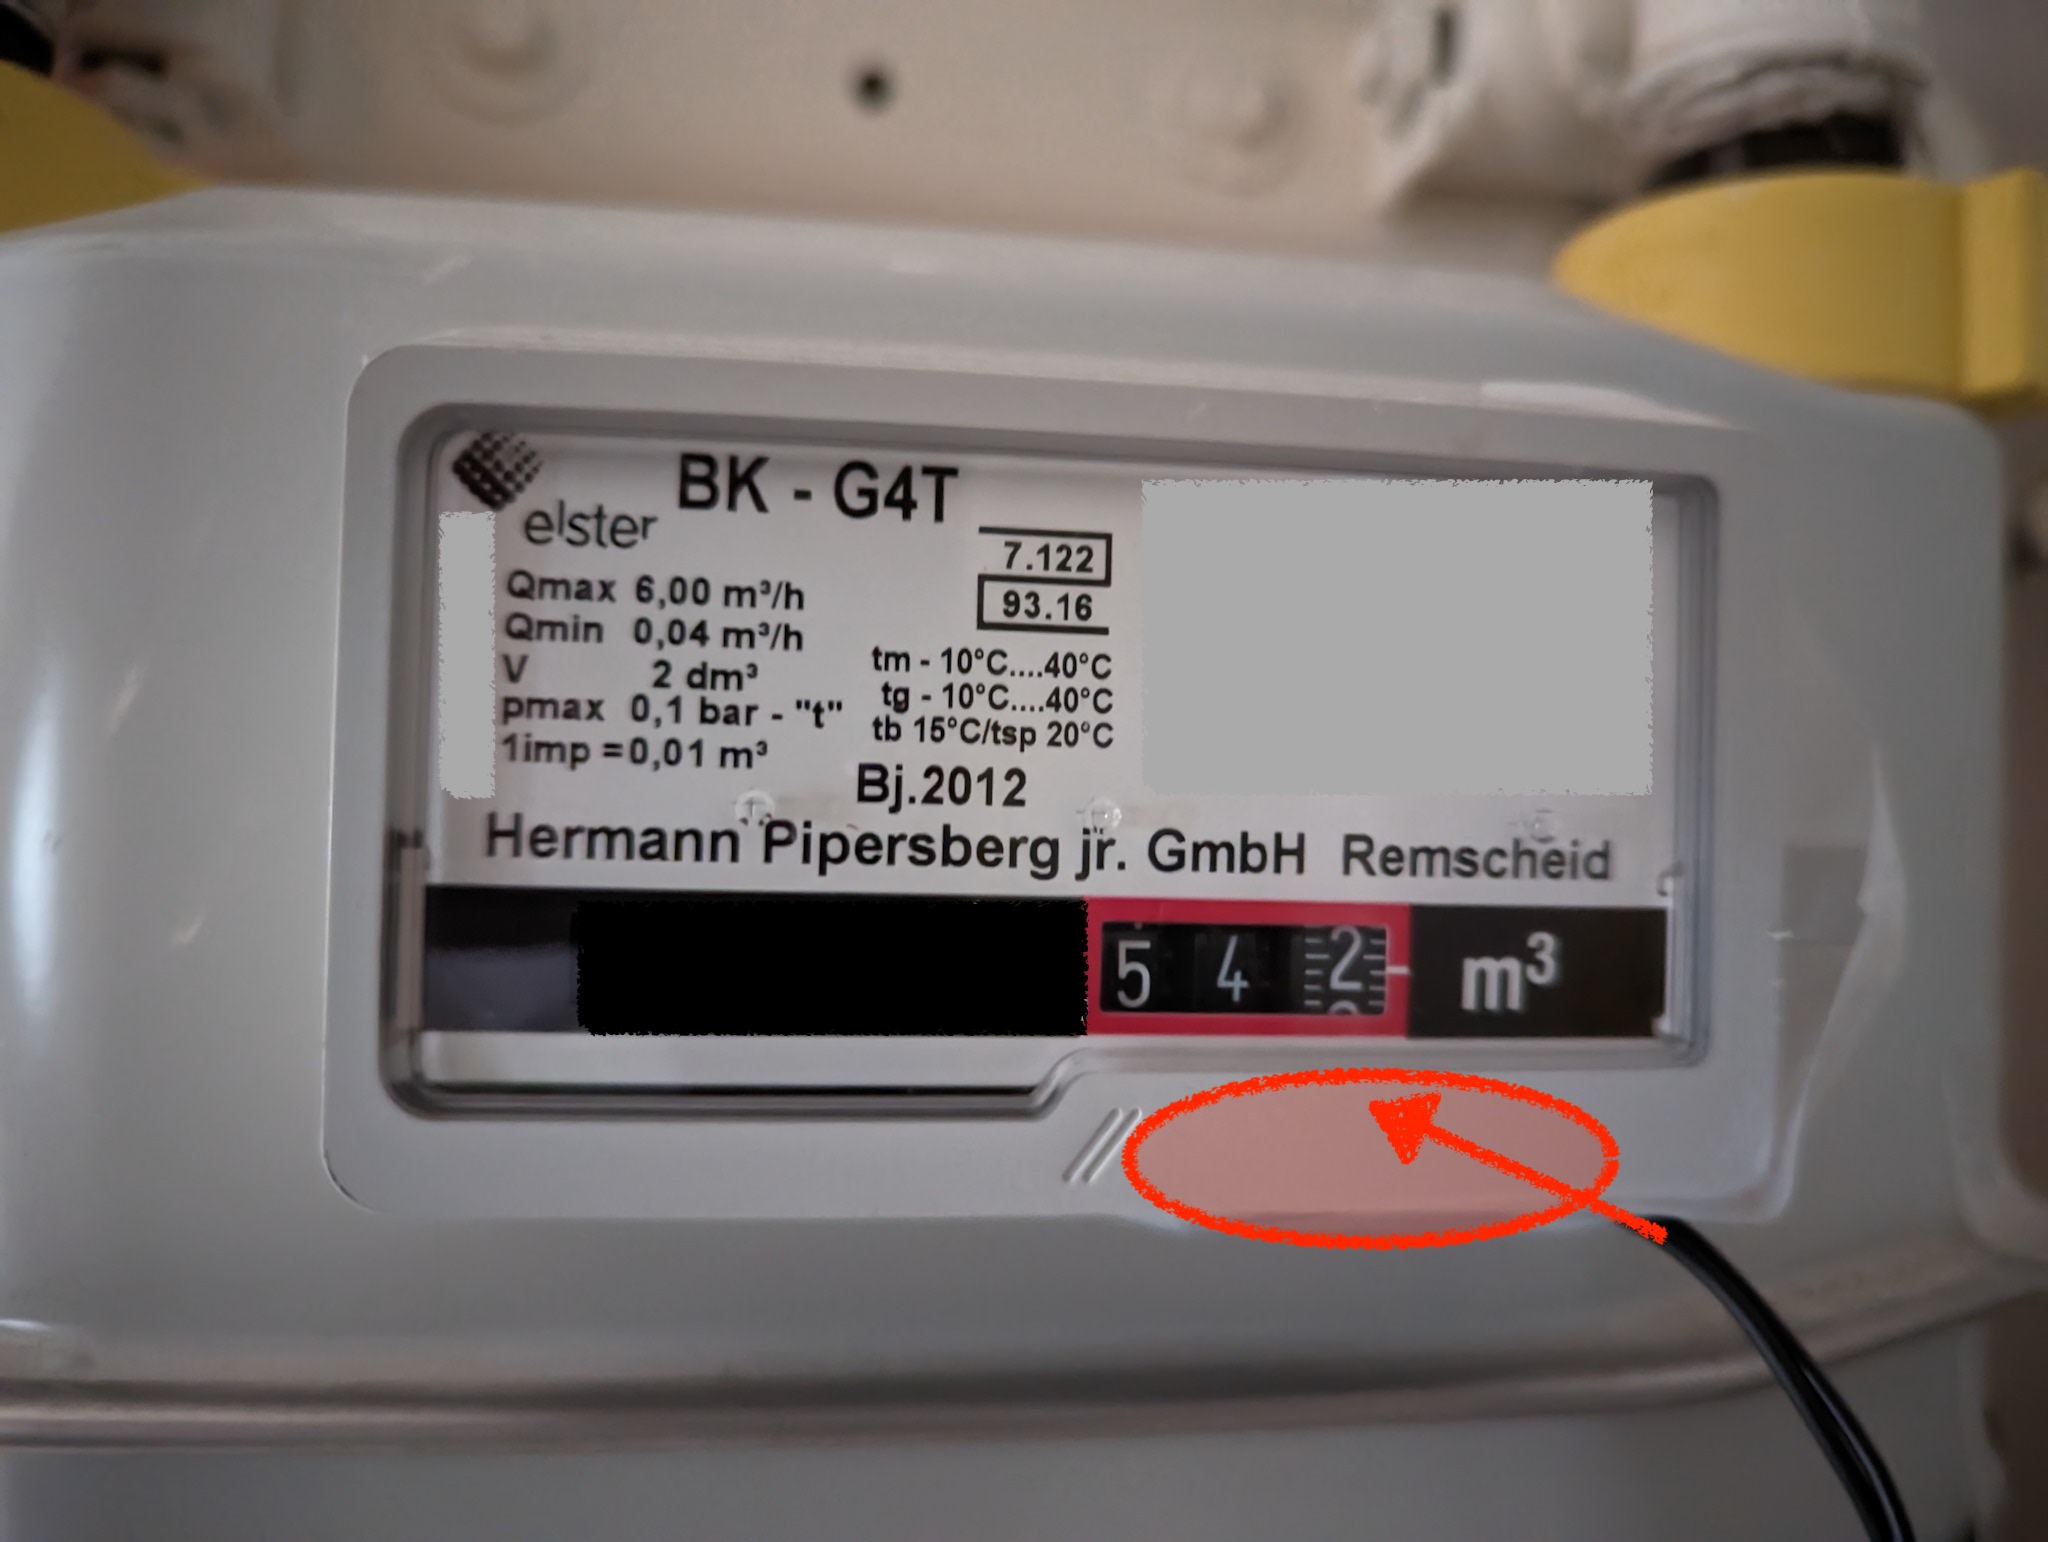 elster
BK - G4T
7.122
93.16
Qmax 6,00 m³/h
Qmin 0,04 m³/h
V 2 dm³
pmax 0,1 bar - "t"
1imp =0,01 m³
tm - 10°C....40°C
tg - 10°C....40°C
tb 15°C/tsp 20°C
Bj.2012
Hermann Pipersberg jr. GmbH Remscheid
5 4 2 m³